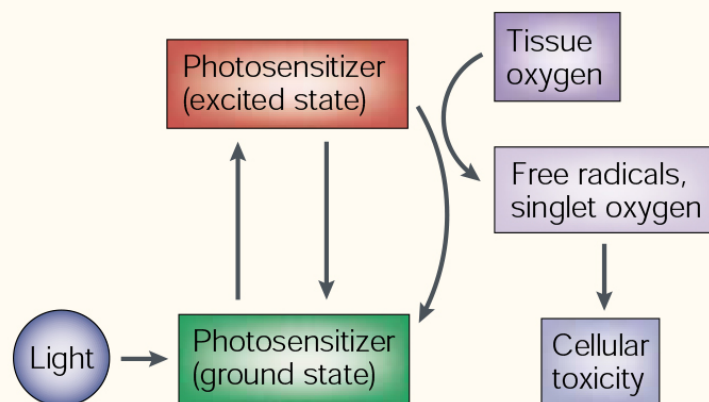 Photosensitizer
(excited state)
Tissue
oxygen
Free radicals,
singlet oxygen
Light
Photosensitizer
(ground state)
Cellular
toxicity